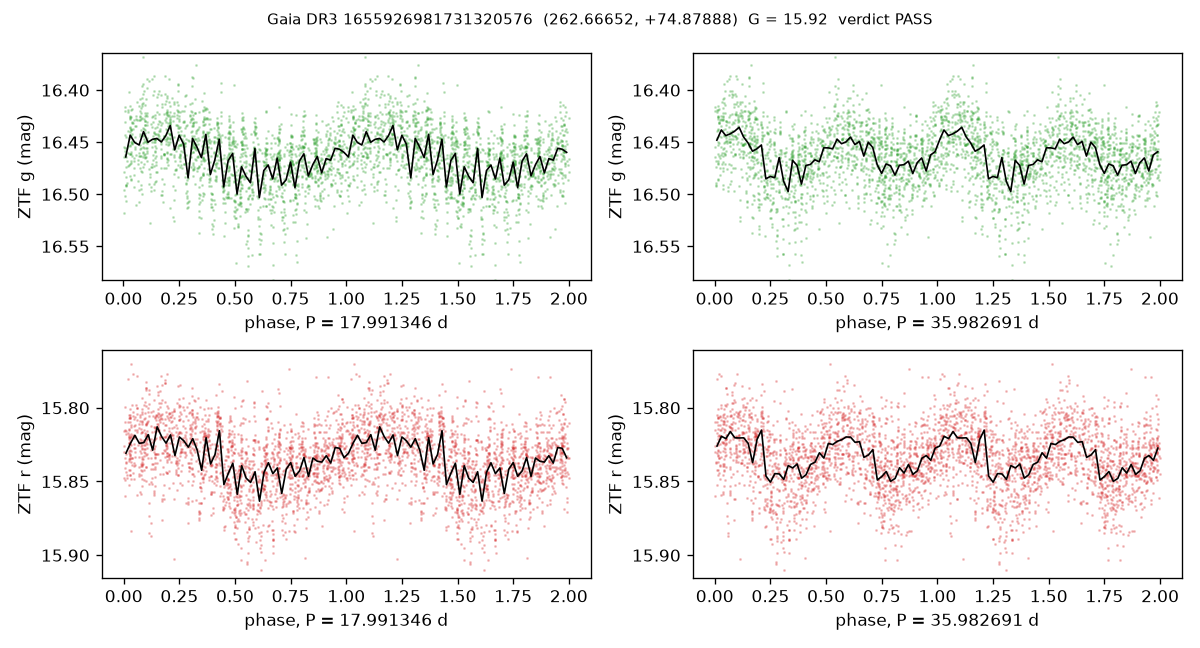 Gaia DR3 1655926981731320576  (262.66652, +74.87888)  G = 15.92  verdict PASS
ZTF g (mag)
16.40
16.45
16.50
16.55
0.00 0.25 0.50 0.75 1.00 1.25 1.50 1.75 2.00
phase, P = 17.991346 d
ZTF g (mag)
16.40
16.45
16.50
16.55
0.00 0.25 0.50 0.75 1.00 1.25 1.50 1.75 2.00
phase, P = 35.982691 d
ZTF r (mag)
15.80
15.85
15.90
0.00 0.25 0.50 0.75 1.00 1.25 1.50 1.75 2.00
phase, P = 17.991346 d
ZTF r (mag)
15.80
15.85
15.90
0.00 0.25 0.50 0.75 1.00 1.25 1.50 1.75 2.00
phase, P = 35.982691 d